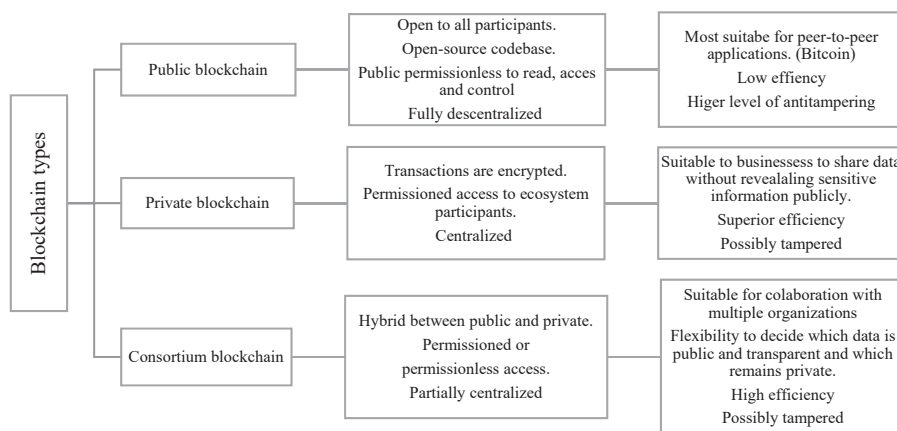 Blockchain types
Public blockchain
Open to all participants.
Open-source codebase.
Public permissionless to read, acces
and control
Fully descentralized
Most suitabe for peer-to-peer
applications. (Bitcoin)
Low effiency
Higer level of antitampering
Private blockchain
Transactions are encrypted.
Permissioned access to ecosystem
participants.
Centralized
Suitable to businessess to share data
without revealaling sensitive
information publicly.
Superior efficiency
Possibly tampered
Consortium blockchain
Hybrid between public and private.
Permissioned or
permissionless access.
Partially centralized
Suitable for colaboration with
multiple organizations
Flexibility to decide which data is
public and transparent and which
remains private.
High efficiency
Possibly tampered